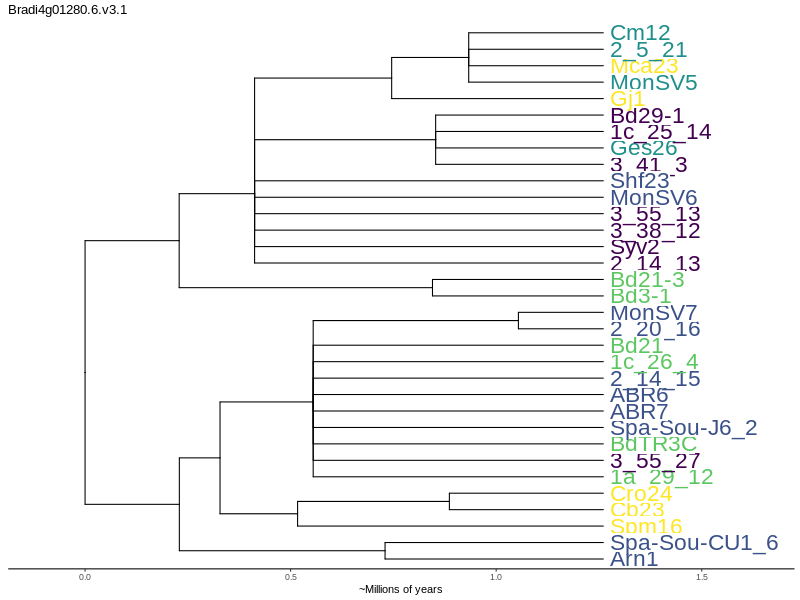 Bradi4g01280.6.v3.1
Cm12
2_5_21
Mca23
MonSV5
Gj1
Bd29-1
1c_25_14
Ges26
3_41_3
Shf23
MonSV6
3_55_13
3_38_12
Syv2
2_14_13
Bd21-3
Bd3-1
MonSV7
2_20_16
Bd21
1c_26_4
2_14_15
ABR6
ABR7
Spa-Sou-J6_2
BdTR3C
3_55_27
1a_29_12
Cro24
Cb23
Spm16
Spa-Sou-CU1_6
Arn1
0.0 0.5 1.0 1.5
~Millions of years